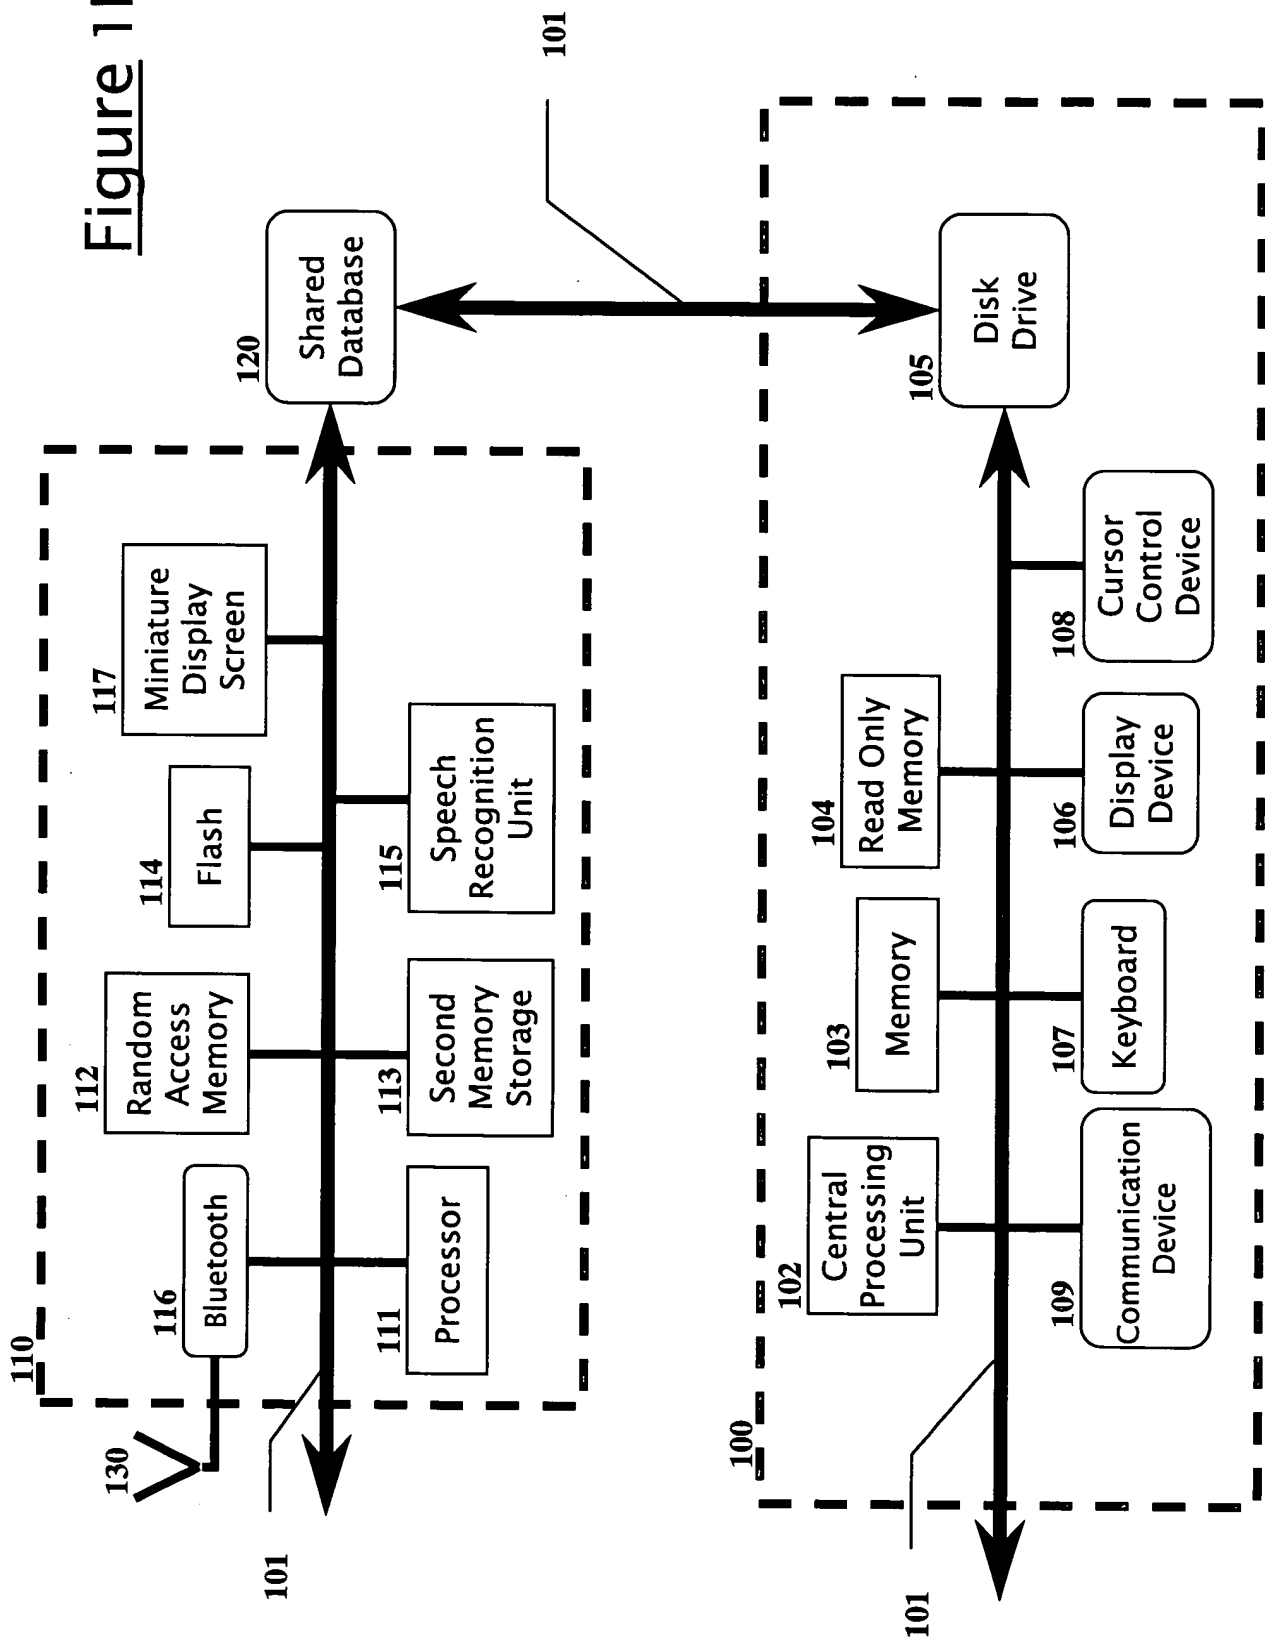 Figure 1
110
130
116
Bluetooth
112
Random
Access
Memory
114
Flash
117
Miniature
Display
Screen
120
Shared
Database
101
111
Processor
113
Second
Memory
Storage
115
Speech
Recognition
Unit
101
100
102
Central
Processing
Unit
103
Memory
104
Read Only
Memory
105
Disk
Drive
101
109
Communication
Device
107
Keyboard
106
Display
Device
108
Cursor
Control
Device